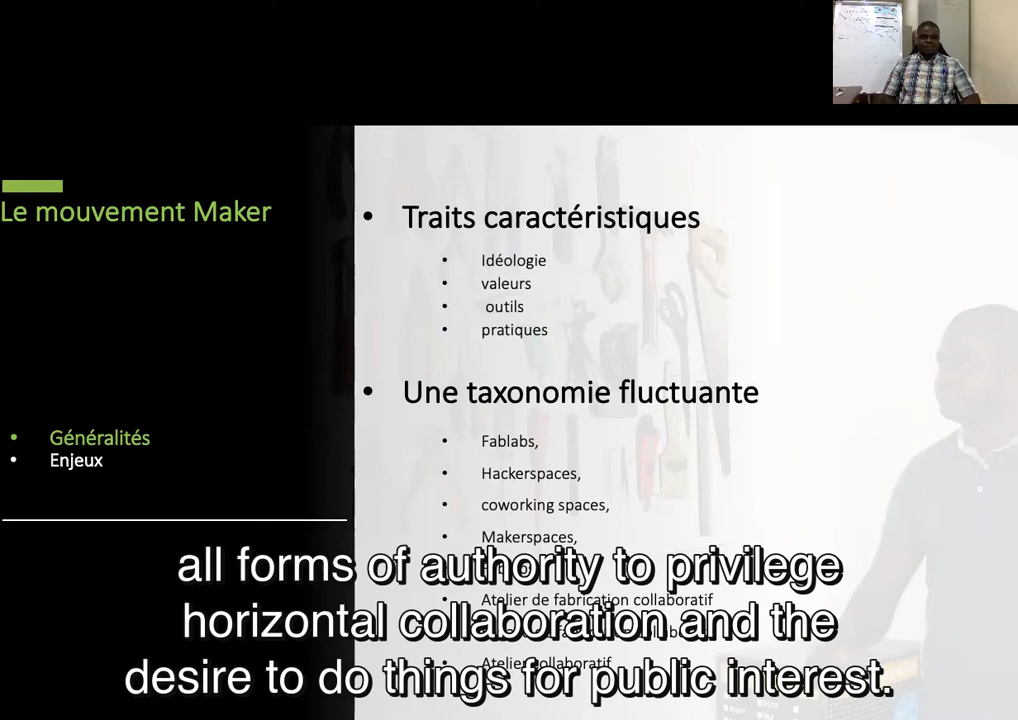 Le mouvement Maker
• Généralités
• Enjeux
• Traits caractéristiques
• Idéologie
• valeurs
• outils
• pratiques
• Une taxonomie fluctuante
• Fablabs,
• Hackerspaces,
• coworking spaces,
• Makerspaces,
• Atelier de fabrication collaboratif
• Atelier collaboratif
all forms of authority to privilege
horizontal collaboration and the
desire to do things for public interest.